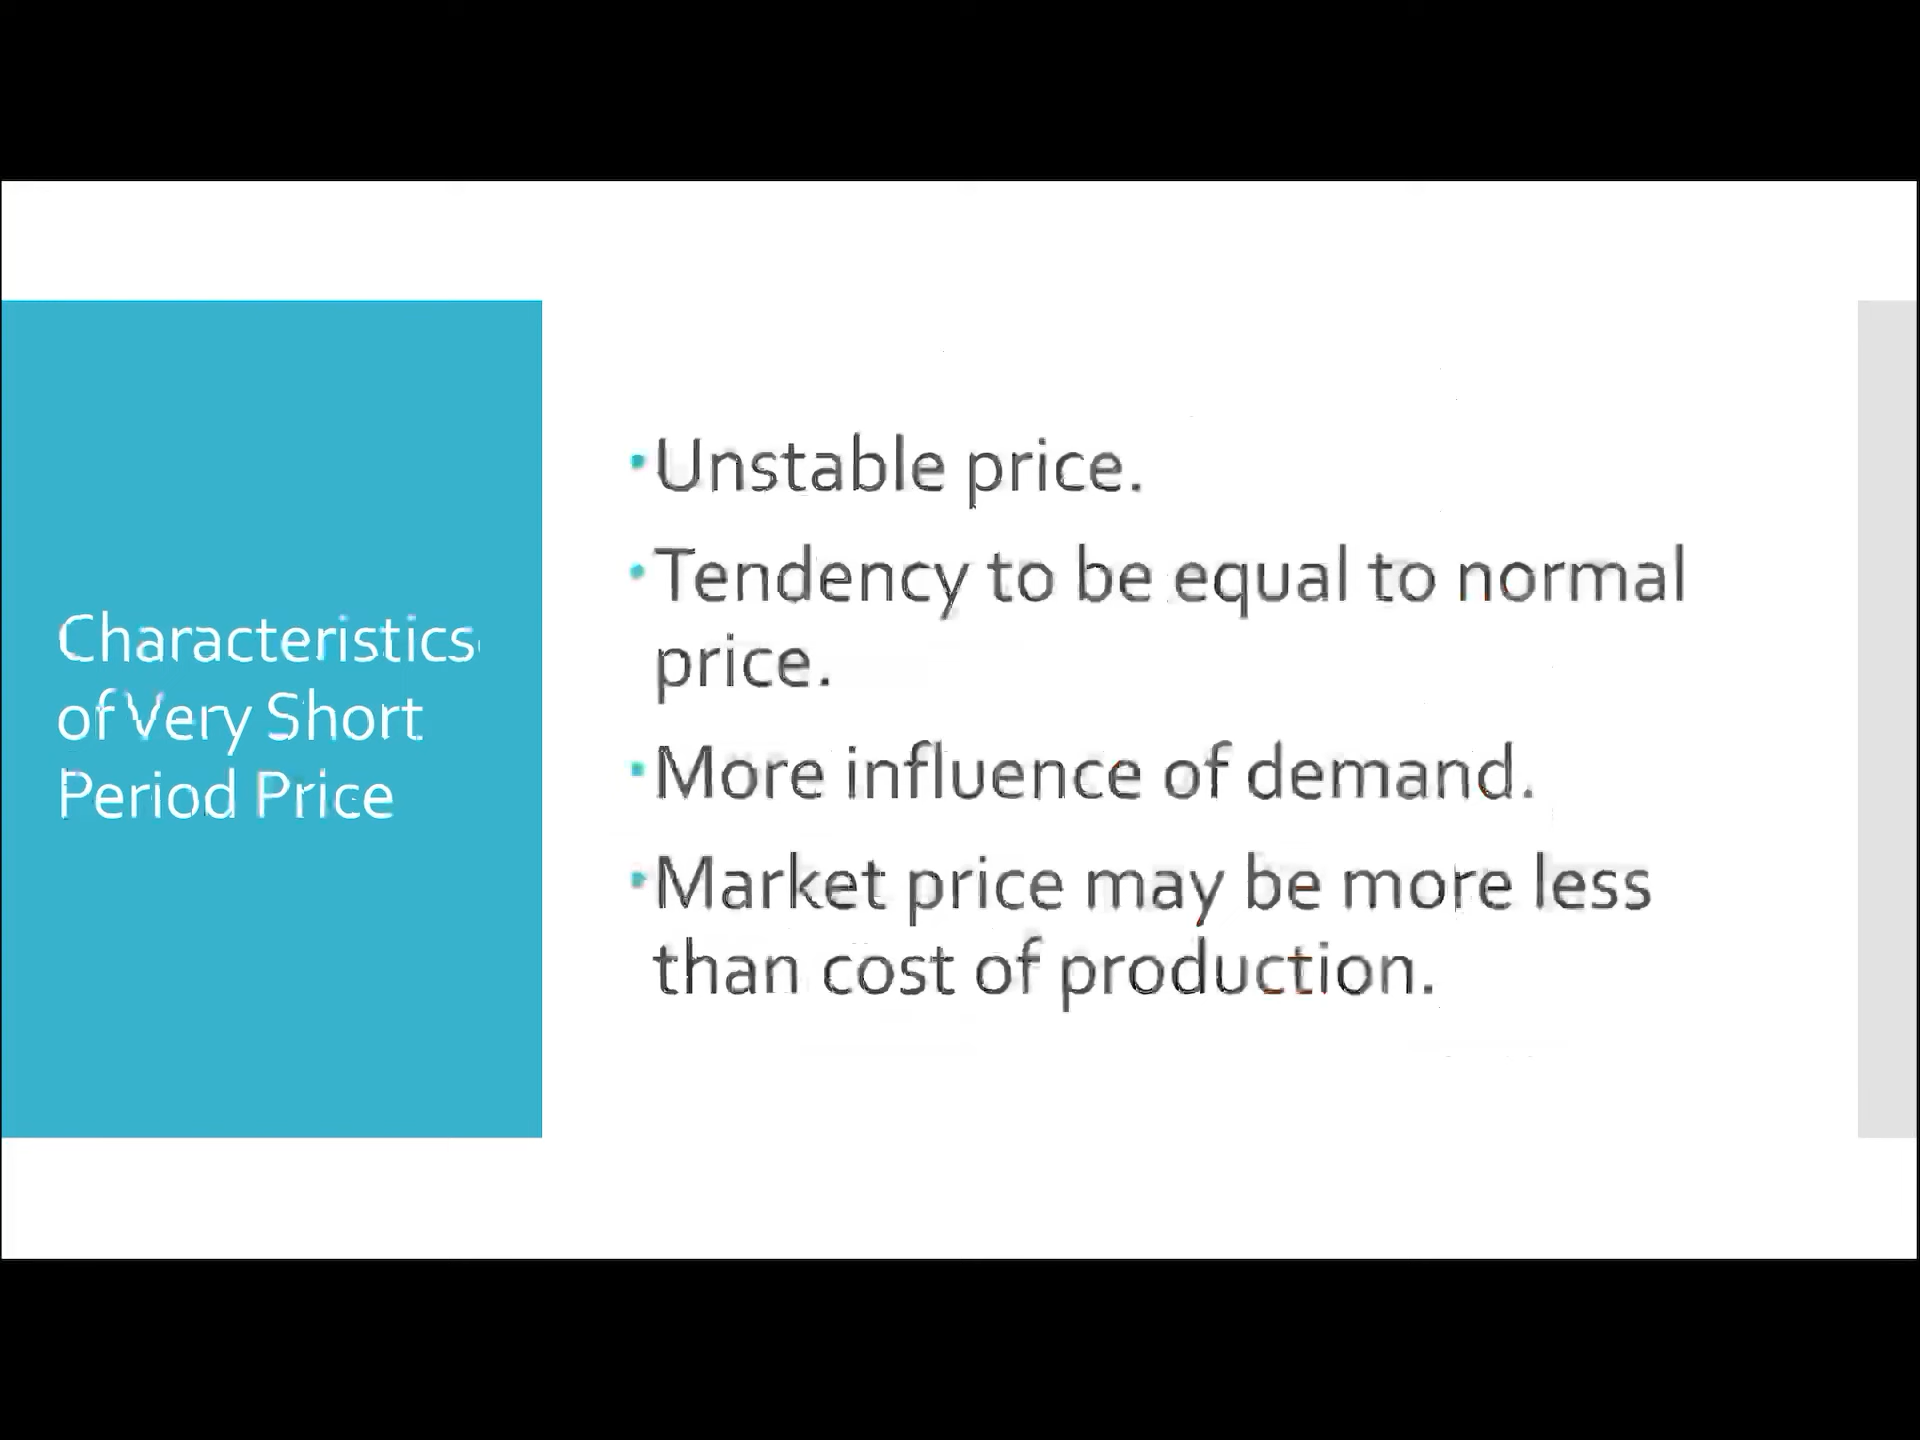 Characteristics
of Very Short
Period Price
Unstable price.
Tendency to be equal to normal
price.
More influence of demand.
Market price may be more less
than cost of production.